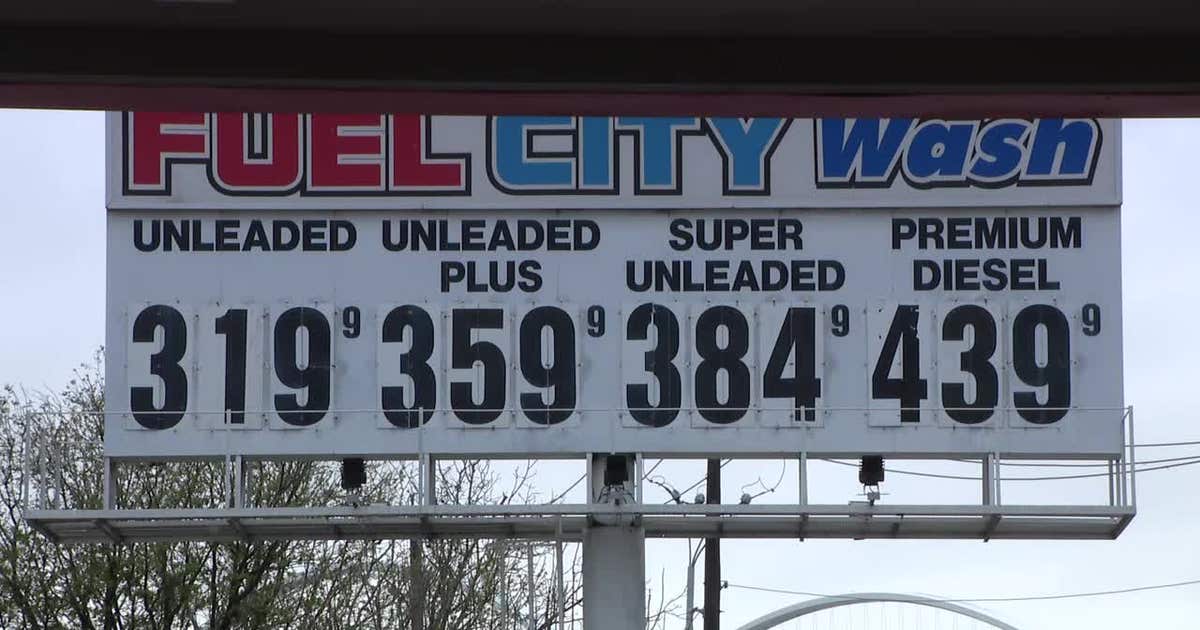 FUEL CITY Wash
UNLEADED UNLEADED PLUS SUPER UNLEADED PREMIUM DIESEL
319 9 359 9 384 9 439 9